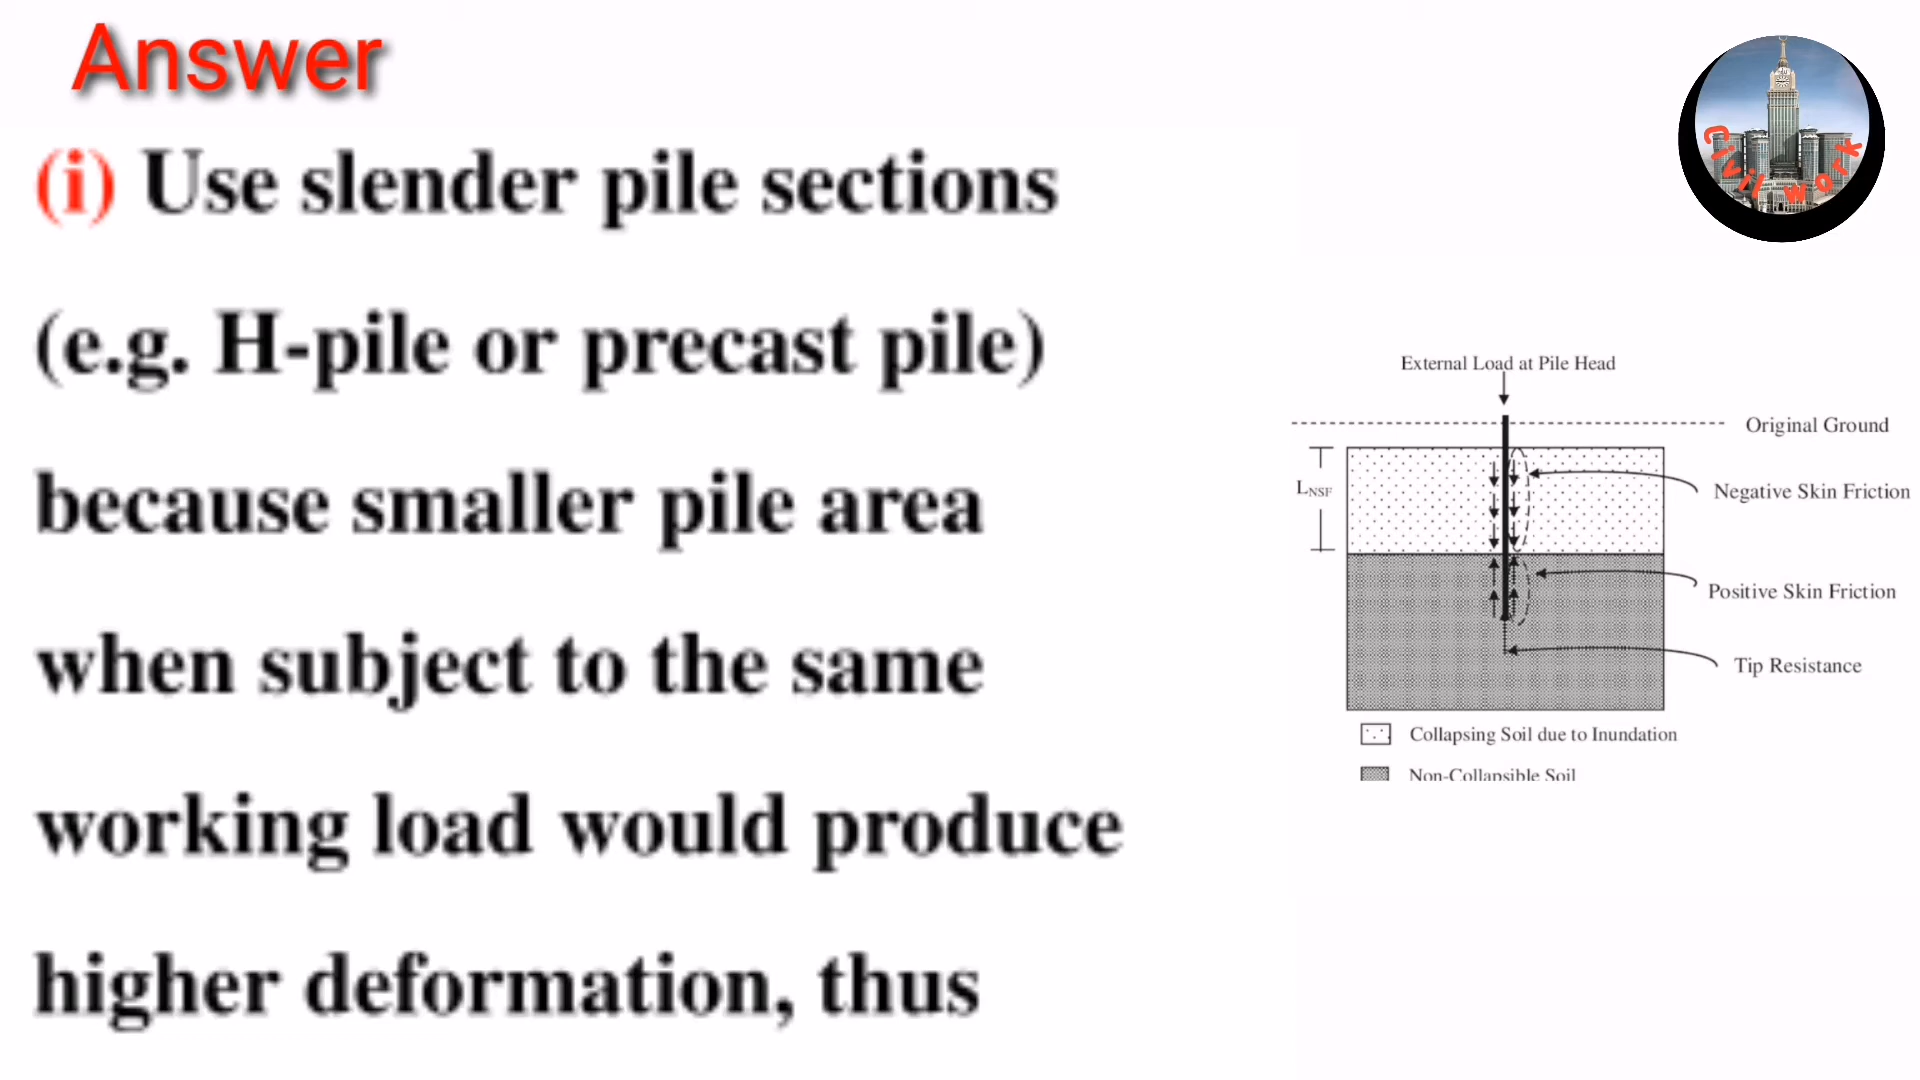 Answer
Civil work
(i) Use slender pile sections
(e.g. H-pile or precast pile)
because smaller pile area
when subject to the same
working load would produce
higher deformation, thus
External Load at Pile Head
Original Ground
LNSF
Negative Skin Friction
Positive Skin Friction
Tip Resistance
Collapsing Soil due to Inundation
Non-Collapsible Soil